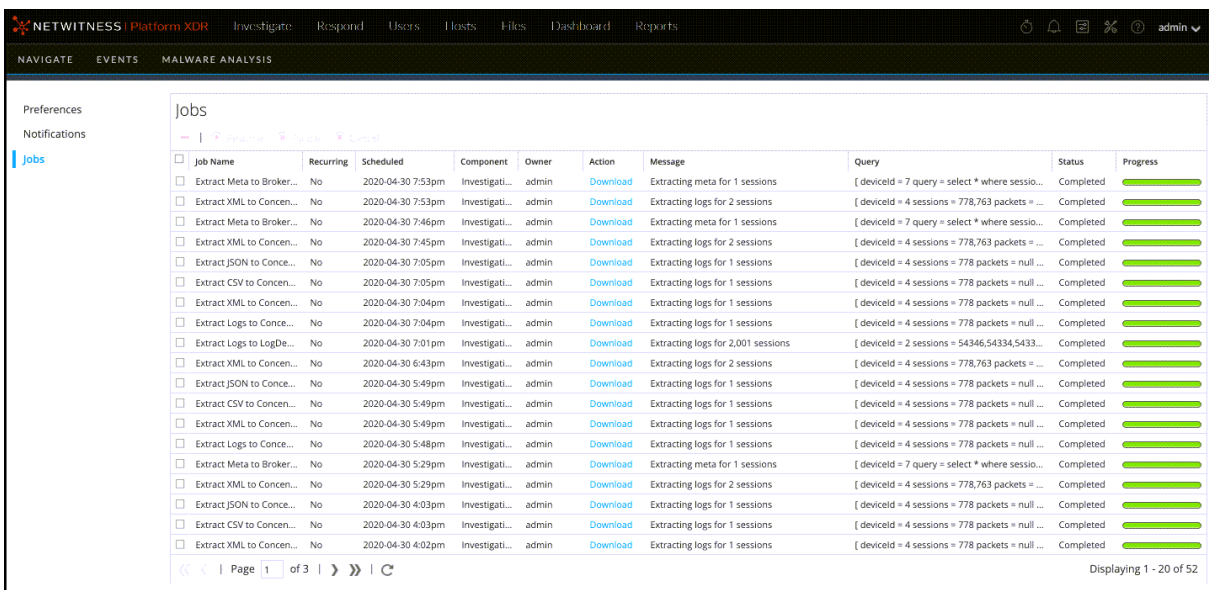 NETWITNESS | Platform XDR Investigate Respond Users Hosts Files Dashboard Reports admin
NAVIGATE EVENTS MALWARE ANALYSIS
Preferences
Notifications
Jobs
Jobs
Job Name Recurring Scheduled Component Owner Action Message Query Status Progress
Extract Meta to Broker... No 2020-04-30 7:53pm Investigati... admin Download Extracting meta for 1 sessions [ deviceId = 7 query = select * where sessio... Completed
Extract XML to Concen... No 2020-04-30 7:53pm Investigati... admin Download Extracting logs for 2 sessions [ deviceId = 4 sessions = 778,763 packets = ... Completed
Extract Meta to Broker... No 2020-04-30 7:46pm Investigati... admin Download Extracting meta for 1 sessions [ deviceId = 7 query = select * where sessio... Completed
Extract XML to Concen... No 2020-04-30 7:45pm Investigati... admin Download Extracting logs for 2 sessions [ deviceId = 4 sessions = 778,763 packets = ... Completed
Extract JSON to Conce... No 2020-04-30 7:05pm Investigati... admin Download Extracting logs for 1 sessions [ deviceId = 4 sessions = 778 packets = null ... Completed
Extract CSV to Concen... No 2020-04-30 7:05pm Investigati... admin Download Extracting logs for 1 sessions [ deviceId = 4 sessions = 778 packets = null ... Completed
Extract XML to Concen... No 2020-04-30 7:04pm Investigati... admin Download Extracting logs for 1 sessions [ deviceId = 4 sessions = 778 packets = null ... Completed
Extract Logs to Conce... No 2020-04-30 7:04pm Investigati... admin Download Extracting logs for 1 sessions [ deviceId = 4 sessions = 778 packets = null ... Completed
Extract Logs to LogDe... No 2020-04-30 7:01pm Investigati... admin Download Extracting logs for 2,001 sessions [ deviceId = 2 sessions = 54346,54334,5433... Completed
Extract XML to Concen... No 2020-04-30 6:43pm Investigati... admin Download Extracting logs for 2 sessions [ deviceId = 4 sessions = 778,763 packets = ... Completed
Extract JSON to Conce... No 2020-04-30 5:49pm Investigati... admin Download Extracting logs for 1 sessions [ deviceId = 4 sessions = 778 packets = null ... Completed
Extract CSV to Concen... No 2020-04-30 5:49pm Investigati... admin Download Extracting logs for 1 sessions [ deviceId = 4 sessions = 778 packets = null ... Completed
Extract XML to Concen... No 2020-04-30 5:49pm Investigati... admin Download Extracting logs for 1 sessions [ deviceId = 4 sessions = 778 packets = null ... Completed
Extract Logs to Conce... No 2020-04-30 5:48pm Investigati... admin Download Extracting logs for 1 sessions [ deviceId = 4 sessions = 778 packets = null ... Completed
Extract Meta to Broker... No 2020-04-30 5:29pm Investigati... admin Download Extracting meta for 1 sessions [ deviceId = 7 query = select * where sessio... Completed
Extract XML to Concen... No 2020-04-30 5:29pm Investigati... admin Download Extracting logs for 2 sessions [ deviceId = 4 sessions = 778,763 packets = ... Completed
Extract JSON to Conce... No 2020-04-30 4:03pm Investigati... admin Download Extracting logs for 1 sessions [ deviceId = 4 sessions = 778 packets = null ... Completed
Extract CSV to Concen... No 2020-04-30 4:03pm Investigati... admin Download Extracting logs for 1 sessions [ deviceId = 4 sessions = 778 packets = null ... Completed
Extract XML to Concen... No 2020-04-30 4:02pm Investigati... admin Download Extracting logs for 1 sessions [ deviceId = 4 sessions = 778 packets = null ... Completed
Page 1 of 3 Displaying 1 - 20 of 52